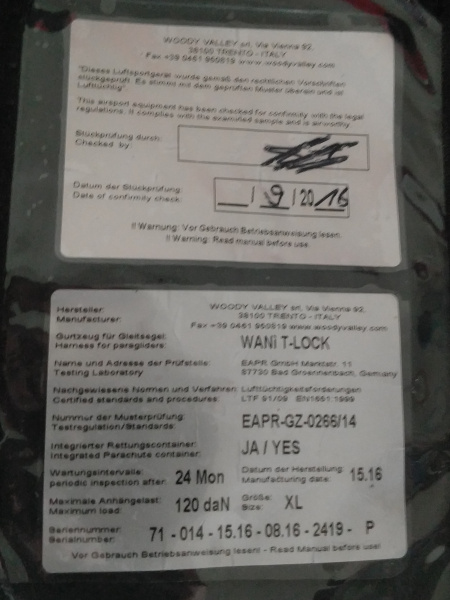 WOODY VALLEY srl, Via Vienna 92,
38100 TRENTO - ITALY
Fax +39 0461 950819 www.woodyvalley.com
"Dieses Luftsportgerät wurde gemäß den rechtlichen Vorschriften
stückgeprüft. Es stimmt mit dem geprüften Muster überein und ist
Lufttüchtig".
This airsport equipment has been checked for confirmity with the legal
regulations. It complies with the examined sample and is airworthy
Stückprüfung durch:
Checked by:
Datum der Stückprüfung:
Date of confirmity check:
__/ 9 / 2016
!! Warnung: Vor Gebrauch Betriebsanweisung lesen.
!! Warning: Read manual before use
Hersteller:
Manufacturer:
WOODY VALLEY srl, Via Vienna 92,
38100 TRENTO - ITALY
Fax +39 0461 950819 www.woodyvalley.com
Gurtzeug für Gleitsegel:
Harness for paragliders:
WANI T-LOCK
Name und Adresse der Prüfstelle:
Testing Laboratory
EAPR GmbH Marktstr. 11
87730 Bad Groenenbach, Germany
Nachgewiesene Normen und Verfahren:
Certified standards and procedures:
Lufttüchtigkeitsforderungen
LTF 91/09 EN1651:1999
Nummer der Musterprüfung:
Testregulation/Standards:
EAPR-GZ-0266/14
Integrierter Rettungscontainer:
Integrated Parachute container:
JA / YES
Wartungsintervalle:
periodic inspection after:
24 Mon
Datum der Herstellung:
Manufacturing date:
15.16
Maximale Anhängelast:
Maximum load:
120 daN
Größe:
Size:
XL
Seriennummer:
Serialnumber:
71 - 014 - 15.16 - 08.16 - 2419 - P
Vor Gebrauch Betriebsanweisung lesen! - Read Manual before use!